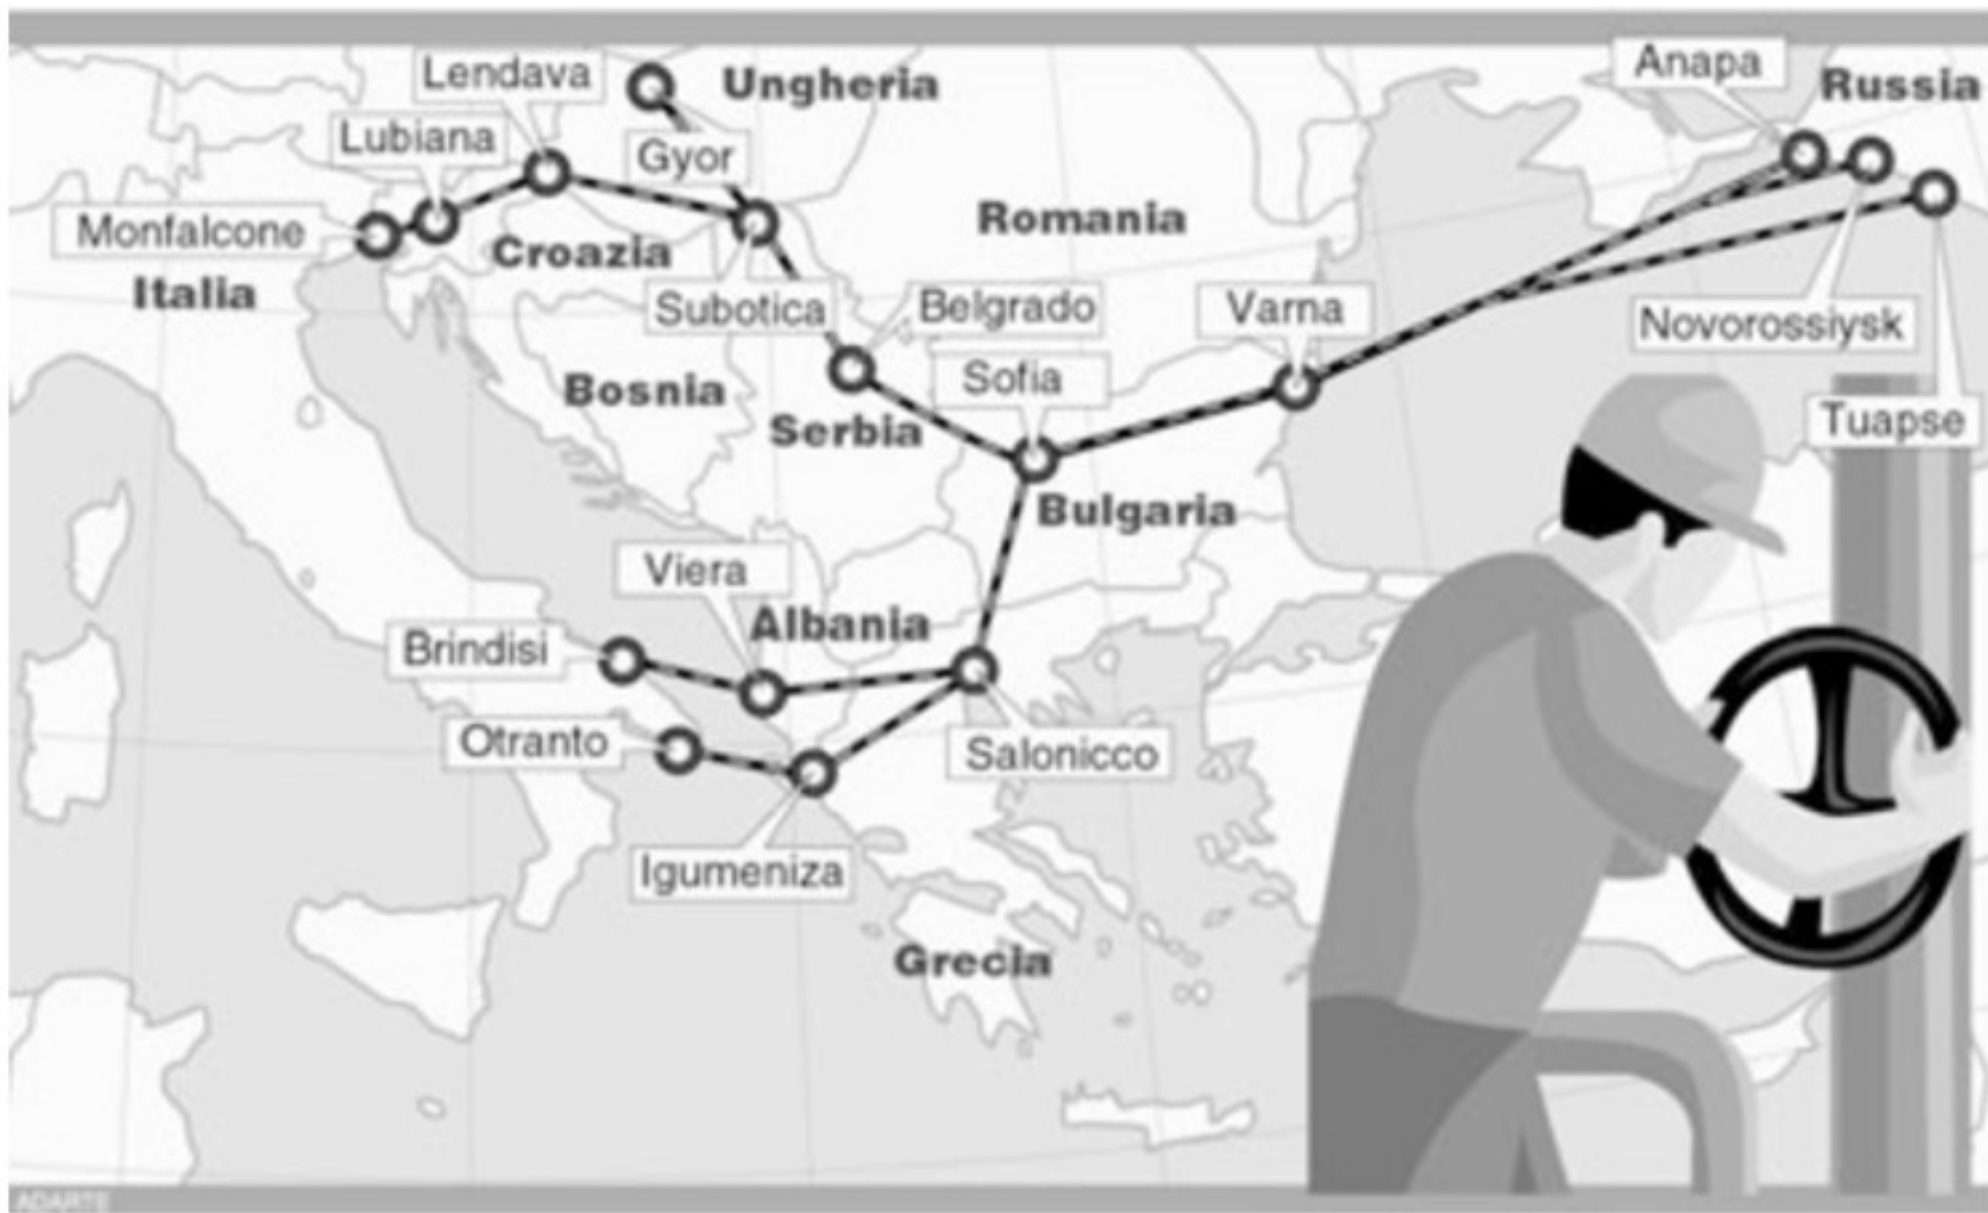 Anapa
Lendava
Ungheria
Russia
Lubiana
Gyor
Monfalcone
Romania
Croazia
Italia
Subotica
Belgrado
Varna
Novorossiysk
Sofia
Bosnia
Serbia
Tuapse
Bulgaria
Viera
Albania
Brindisi
Otranto
Salonicco
Igumeniza
Grecia
ADARTE